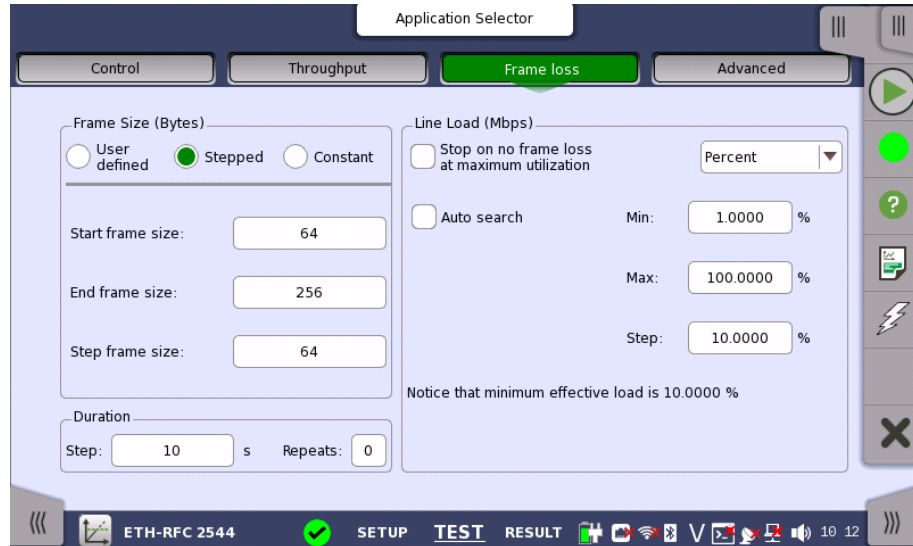 Application Selector
Control
Throughput
Frame loss
Advanced
Frame Size (Bytes)
User
defined
Stepped
Constant
Start frame size:
64
End frame size:
256
Step frame size:
64
Duration
Step:
10
s
Repeats:
0
Line Load (Mbps)
Stop on no frame loss
at maximum utilization
Percent
Auto search
Min:
1.0000
%
Max:
100.0000
%
Step:
10.0000
%
Notice that minimum effective load is 10.0000 %
ETH-RFC 2544
SETUP
TEST
RESULT
V
10 12